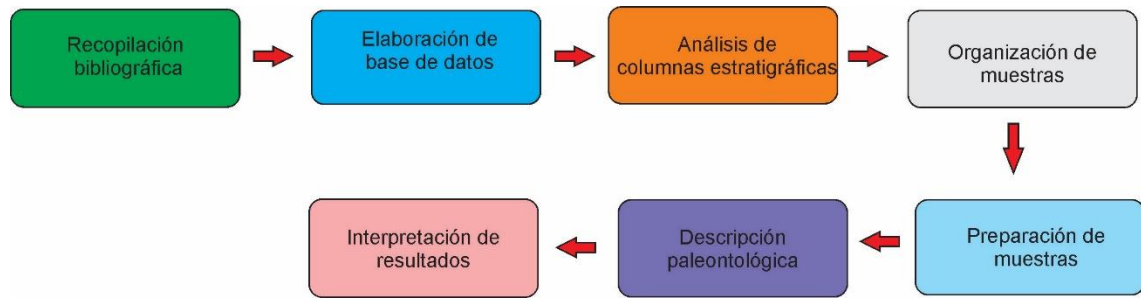 Recopilación
bibliográfica
Elaboración de
base de datos
Análisis de
columnas estratigráficas
Organización de
muestras
Preparación de
muestras
Descripción
paleontológica
Interpretación de
resultados